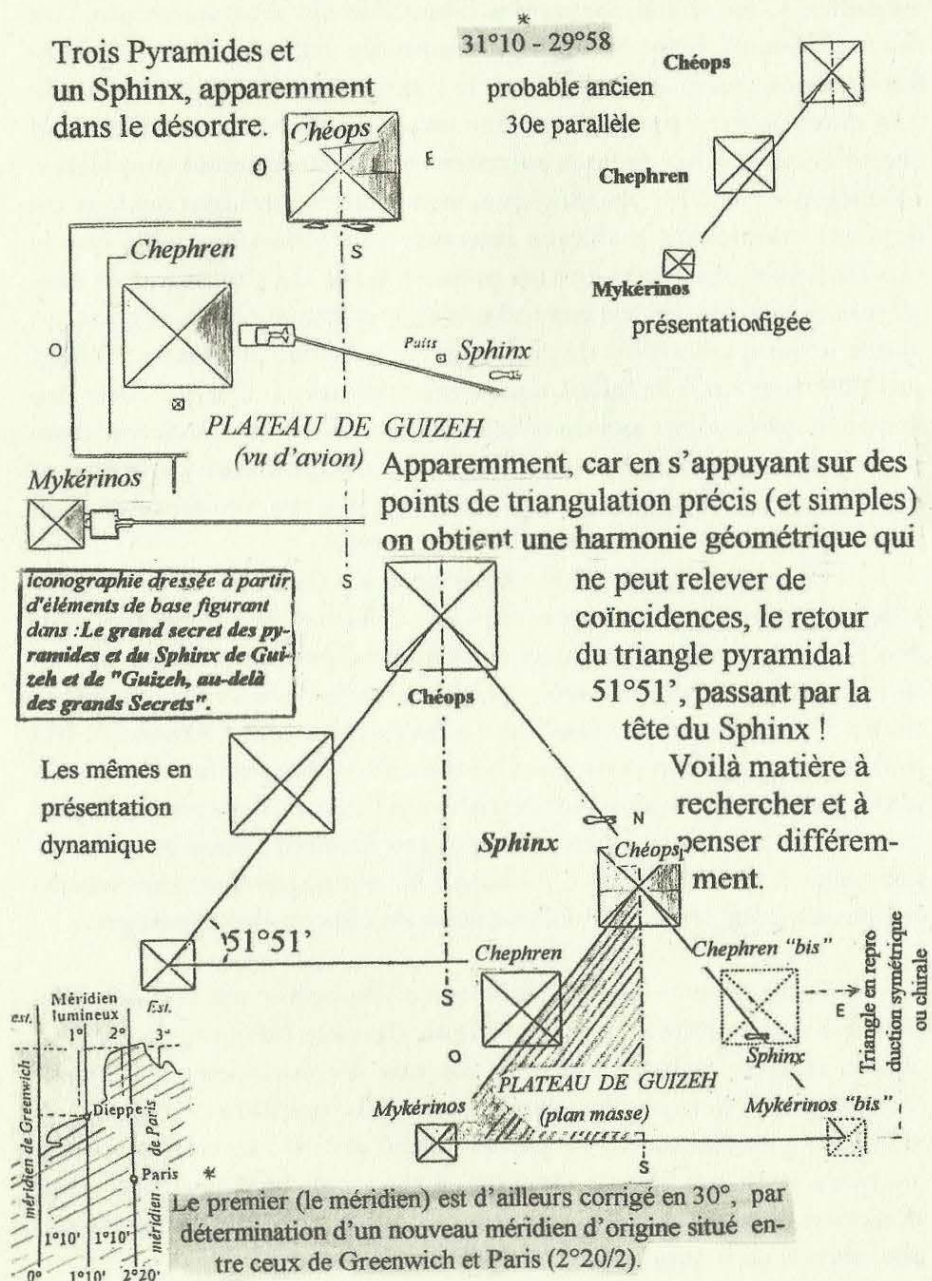 Trois Pyramides et
un Sphinx, apparemment
dans le désordre.
*
31°10 - 29°58
probable ancien
30e parallèle
Chéops
Chephren
Mykérinos
présentation figée
Chéops
O
E
S
Chephren
O
Puits
Sphinx
PLATEAU DE GUIZEH
(vu d'avion)
Mykérinos
S
Apparemment, car en s'appuyant sur des
points de triangulation précis (et simples)
on obtient une harmonie géométrique qui
ne peut relever de
coïncidences, le retour
du triangle pyramidal
51°51', passant par la
tête du Sphinx !
Voilà matière à
rechercher et à
penser différem-
ment.
iconographie dressée à partir
d'éléments de base figurant
dans : Le grand secret des py-
ramides et du Sphinx de Gui-
zeh et de "Guizeh, au-delà
des grands Secrets".
Chéops
Les mêmes en
présentation
dynamique
Sphinx
51°51'
S
N
Chéops
Chephren
Chephren "bis"
E
Triangle en repro
duction symétrique
ou chirale
O
Sphinx
PLATEAU DE GUIZEH
(plan masse)
Mykérinos
Mykérinos "bis"
S
est.
Méridien
lumineux
Est.
1°
2°
3°
méridien de Greenwich
Dieppe
méridien de Paris
Paris
1°10'
1°10'
0°
1°10'
2°20'
*
Le premier (le méridien) est d'ailleurs corrigé en 30°, par
détermination d'un nouveau méridien d'origine situé en-
tre ceux de Greenwich et Paris (2°20/2).